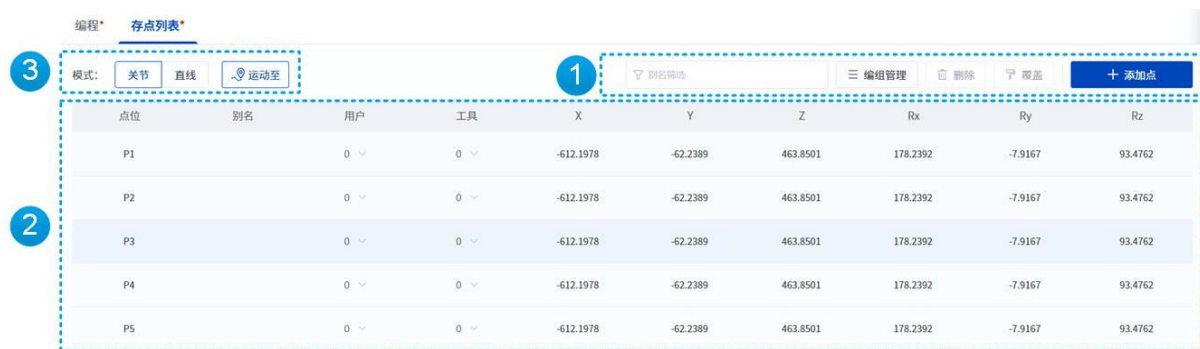 编程* 存点列表*
3 模式: 关节 直线 运动至 1 别名筛选 编组管理 删除 覆盖 + 添加点
点位 别名 用户 工具 X Y Z Rx Ry Rz
P1 0 0 -612.1978 -62.2389 463.8501 178.2392 -7.9167 93.4762
P2 0 0 -612.1978 -62.2389 463.8501 178.2392 -7.9167 93.4762
2
P3 0 0 -612.1978 -62.2389 463.8501 178.2392 -7.9167 93.4762
P4 0 0 -612.1978 -62.2389 463.8501 178.2392 -7.9167 93.4762
P5 0 0 -612.1978 -62.2389 463.8501 178.2392 -7.9167 93.4762